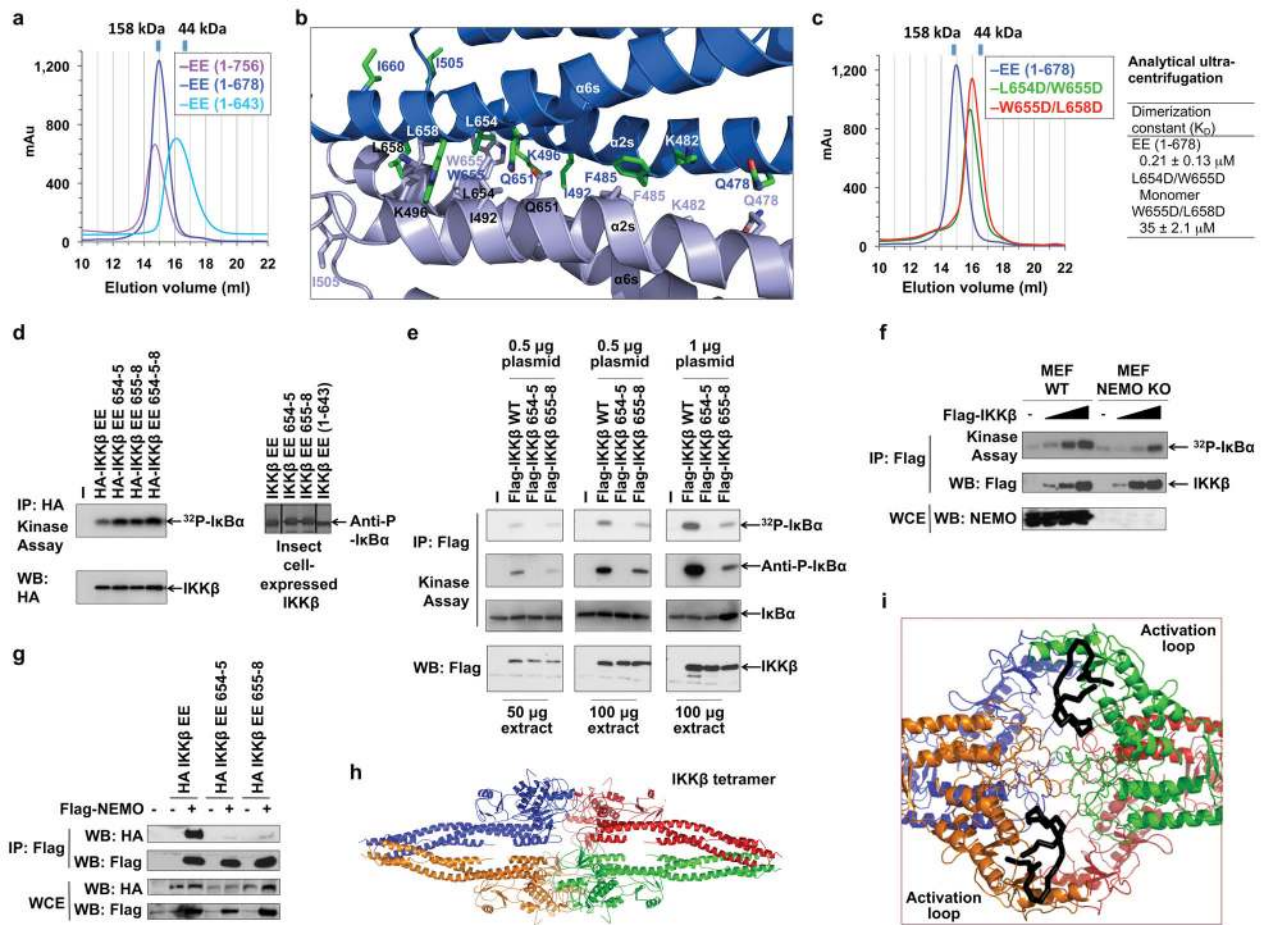 a
158 kDa 44 kDa
–EE (1-756)
–EE (1-678)
–EE (1-643)
1,200
800
400
0
mAu
10 12 14 16 18 20 22
Elution volume (ml)
b
I660
I505
α6s
L658
L654
L658
W655
W655
K496
α2s
K482
Q651
I492
F485
Q478
L654
K496
I492
Q651
α2s
F485
K482
Q478
I505
α6s
c
158 kDa 44 kDa
–EE (1-678)
–L654D/W655D
–W655D/L658D
1,200
800
400
0
mAu
10 12 14 16 18 20 22
Elution volume (ml)
Analytical ultra-
centrifugation
Dimerization
constant (KD)
EE (1-678)
0.21 ± 0.13 μM
L654D/W655D
Monomer
W655D/L658D
35 ± 2.1 μM
d
–
HA-IKKβ EE
HA-IKKβ EE 654-5
HA-IKKβ EE 655-8
HA-IKKβ EE 654-5-8
IP: HA
Kinase
Assay
32P-IκBα
WB:
HA
IKKβ
IKKβ EE
IKKβ EE 654-5
IKKβ EE 655-8
IKKβ EE (1-643)
Anti-P
-IκBα
Insect
cell-
expressed
IKKβ
e
0.5 μg plasmid
0.5 μg plasmid
1 μg plasmid
–
Flag-IKKβ WT
Flag-IKKβ 654-5
Flag-IKKβ 655-8
–
Flag-IKKβ WT
Flag-IKKβ 654-5
Flag-IKKβ 655-8
–
Flag-IKKβ WT
Flag-IKKβ 654-5
Flag-IKKβ 655-8
IP: Flag
Kinase
Assay
32P-IκBα
Anti-P-IκBα
IκBα
WB: Flag
IKKβ
50 μg extract
100 μg extract
100 μg extract
f
MEF WT
MEF NEMO KO
Flag-IKKβ - -
IP: Flag
Kinase
Assay
32P-IκBα
WB: Flag
IKKβ
WCE
WB: NEMO
g
HA IKKβ EE
HA IKKβ EE 654-5
HA IKKβ EE 655-8
Flag-NEMO - - + - + - +
IP: Flag
WB: HA
WB: Flag
WCE
WB: HA
WB: Flag
h
IKKβ tetramer
i
Activation
loop
Activation
loop